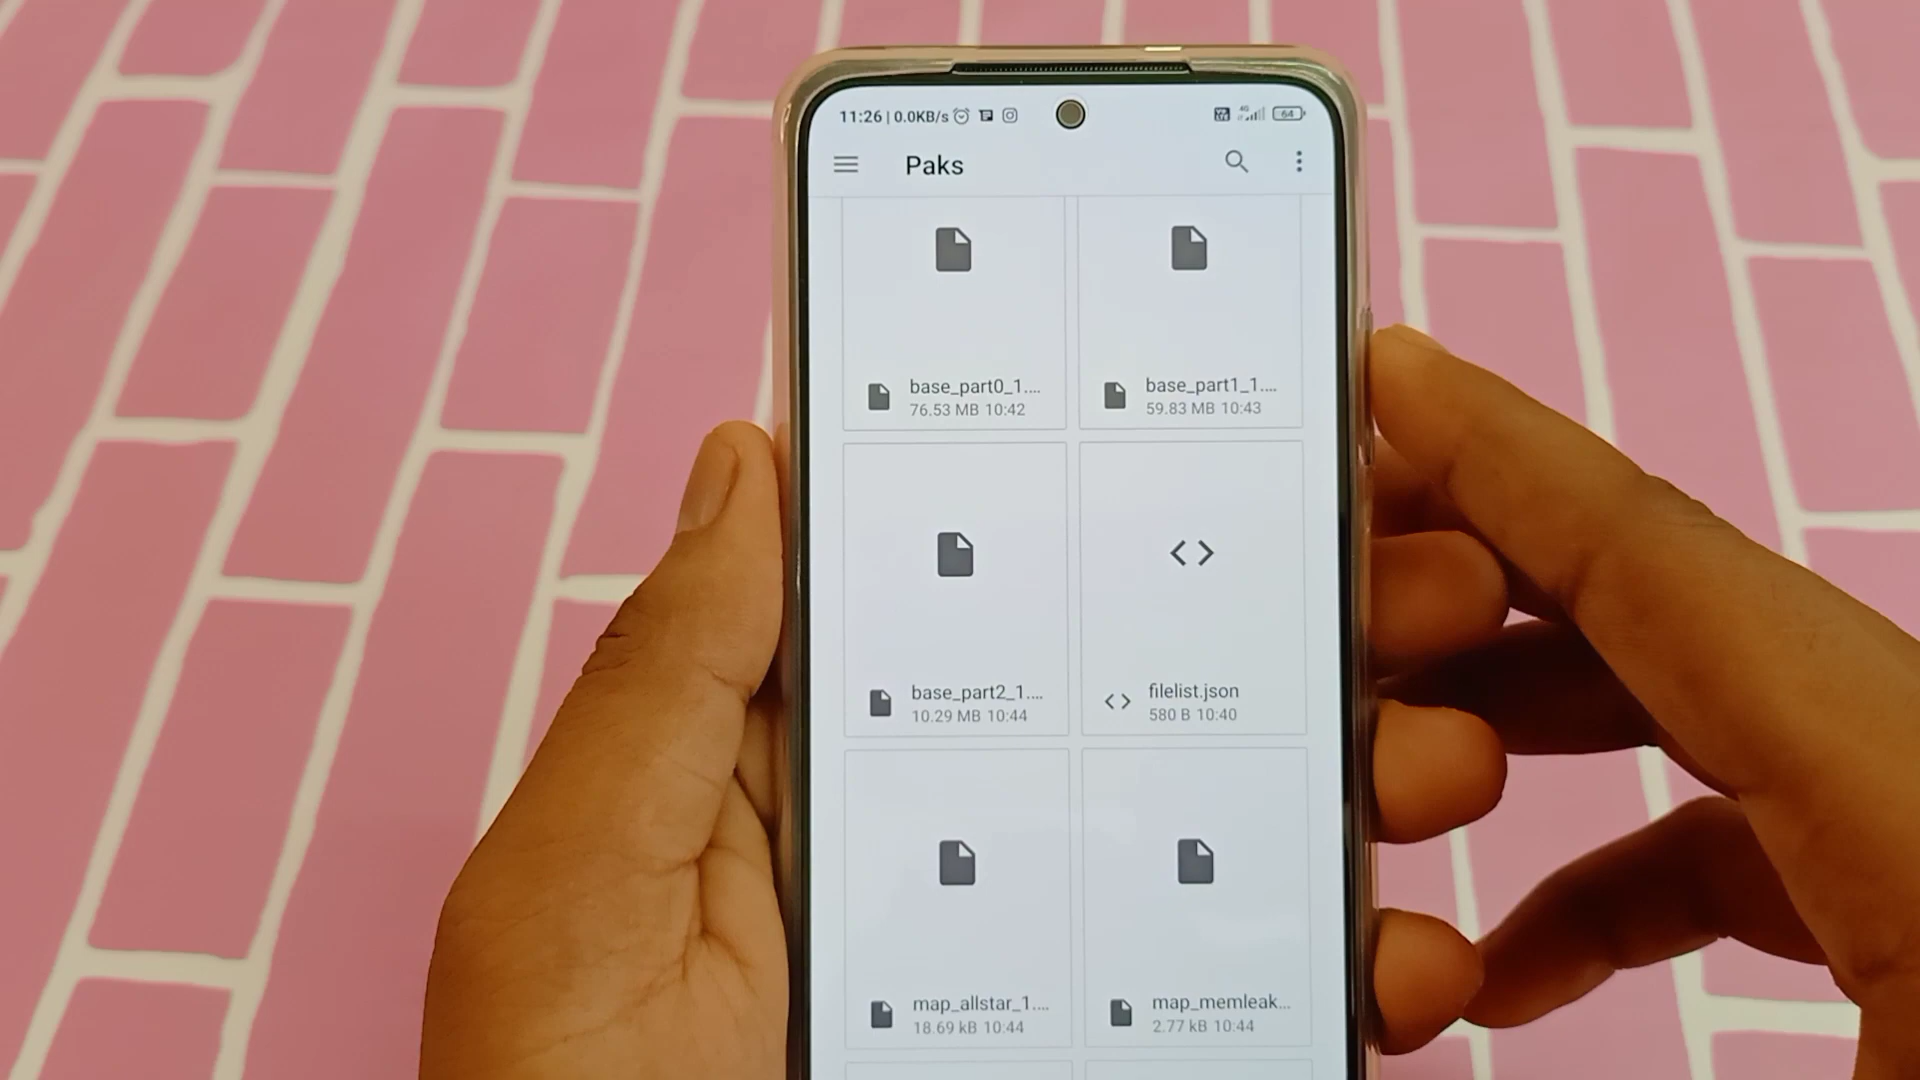 11:26 | 0.0KB/s
4G
64
Paks
base_part0_1....
76.53 MB 10:42
base_part1_1....
59.83 MB 10:43
base_part2_1....
10.29 MB 10:44
filelist.json
580 B 10:40
map_allstar_1....
18.69 kB 10:44
map_memleak...
2.77 kB 10:44